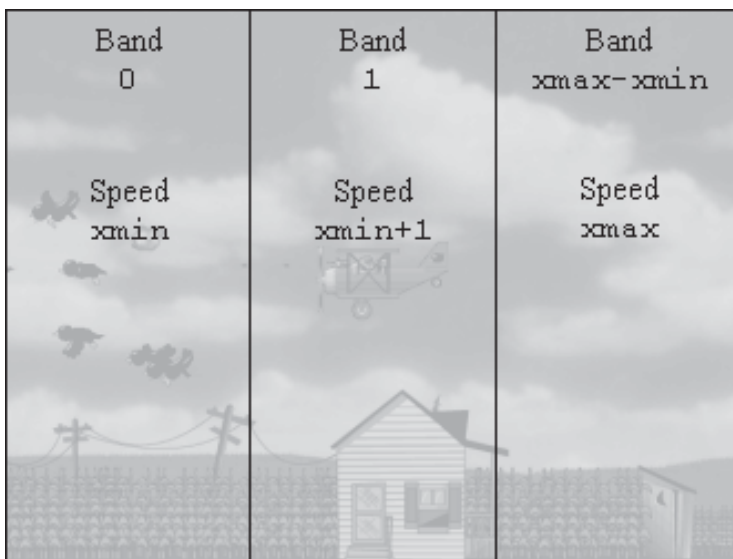 Band
0
Speed
xmin
Band
1
Speed
xmin+1
Band
xmax-xmin
Speed
xmax